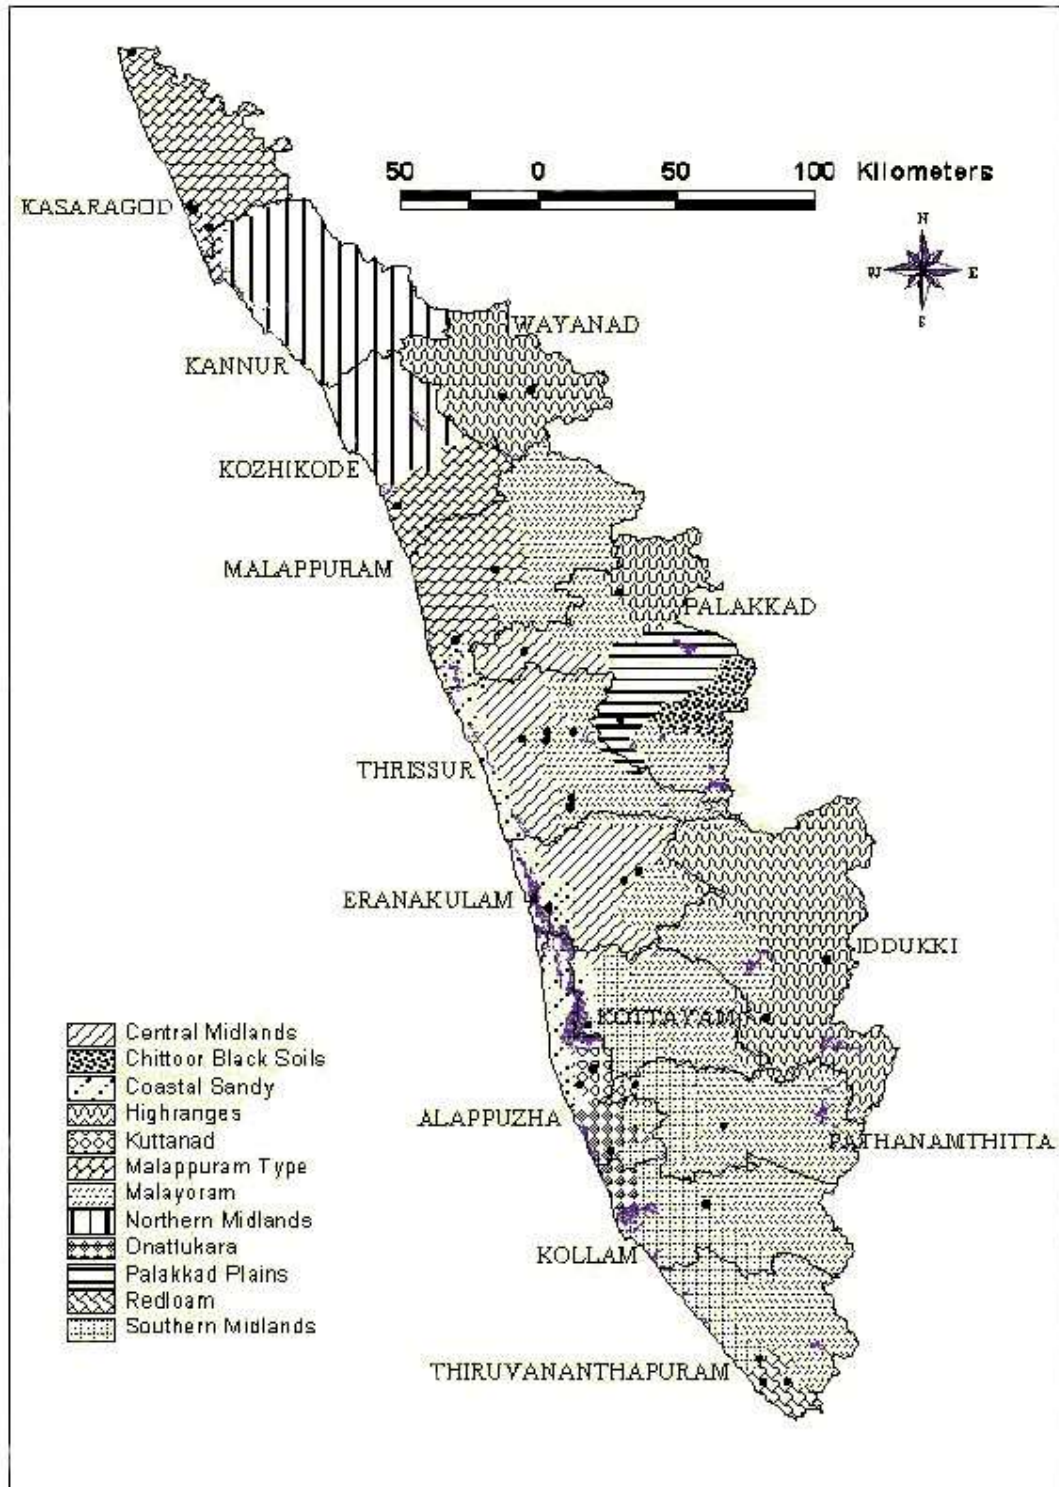 50 0 50 100 Kilometers
N
W E
S
KASARAGOD
WAYANAD
KANNUR
KOZHIKODE
MALAPPURAM
PALAKKAD
THRISSUR
ERANAKULAM
IDDUKKI
KOTTAYAM
ALAPPUZHA
PATHANAMTHITTA
KOLLAM
THIRUVANANTHAPURAM
Central Midlands
Chittoor Black Soils
Coastal Sandy
Highranges
Kuttanad
Malappuram Type
Malayoram
Northern Midlands
Onattukara
Palakkad Plains
Redloam
Southern Midlands